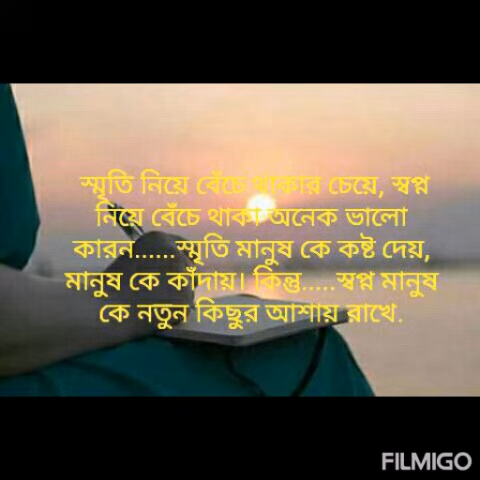 স্মৃতি নিয়ে বেঁচে থাকার চেয়ে, স্বপ্ন
নিয়ে বেঁচে থাকা অনেক ভালো
কারন......স্মৃতি মানুষ কে কষ্ট দেয়,
মানুষ কে কাঁদায়। কিন্তু.....স্বপ্ন মানুষ
কে নতুন কিছুর আশায় রাখে.
FILMIGO